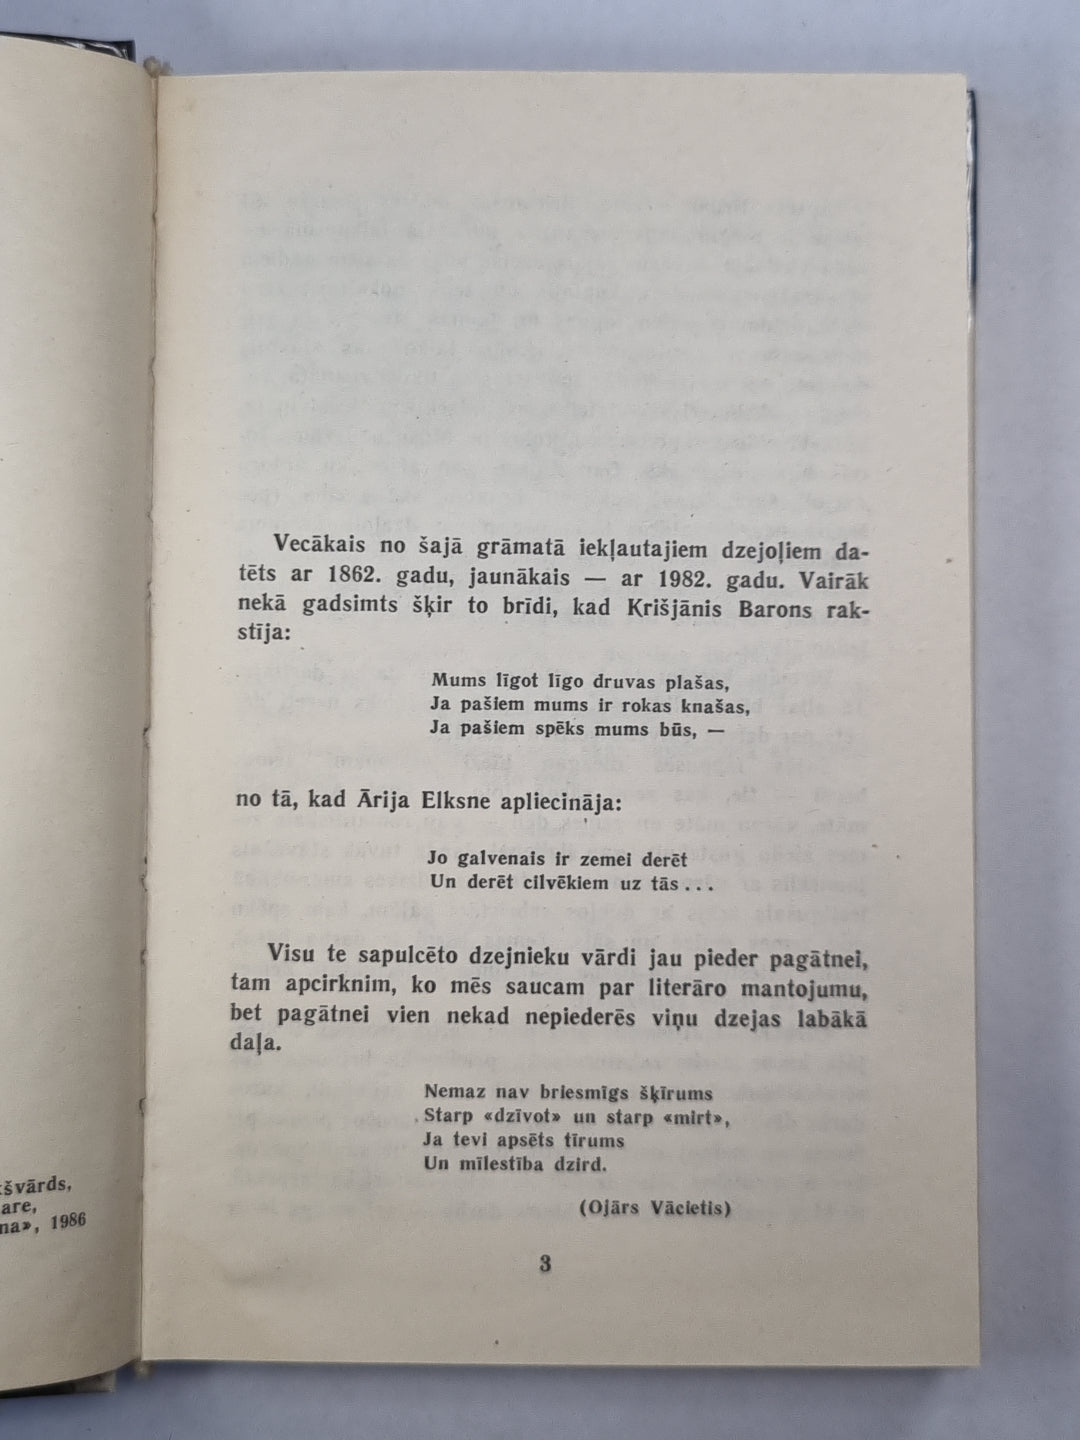 Vecākais no šajā grāmatā iekļautajiem dzejoļiem da-
tēts ar 1862. gadu, jaunākais — ar 1982. gadu. Vairāk
nekā gadsimts šķir to brīdi, kad Krišjānis Barons rak-
stīja:
Mums līgot līgo druvas plašas,
Ja pašiem mums ir rokas knašas,
Ja pašiem spēks mums būs, —
no tā, kad Ārija Elksne apliecināja:
Jo galvenais ir zemei derēt
Un derēt cilvēkiem uz tās...
Visu te sapulcēto dzejnieku vārdi jau pieder pagātnei,
tam apcirknim, ko mēs saucam par literāro mantojumu,
bet pagātnei vien nekad nepiederēs viņu dzejas labākā
daļa.
Nemaz nav briesmīgs šķīrums
Starp «dzīvot» un starp «mirt»,
Ja tevi apsēts tīrums
Un mīlestība dzird.
(Ojārs Vācietis)
3
švārds,
are,
na», 1986